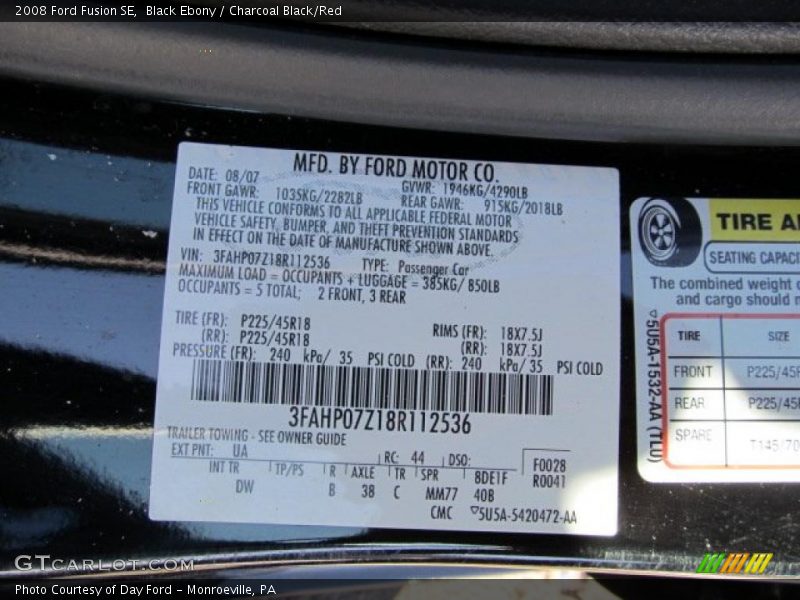 2008 Ford Fusion SE, Black Ebony / Charcoal Black/Red
MFD. BY FORD MOTOR CO.
DATE: 08/07 GVWR: 1946KG/4290LB
FRONT GAWR: 1035KG/2282LB REAR GAWR: 915KG/2018LB
THIS VEHICLE CONFORMS TO ALL APPLICABLE FEDERAL MOTOR
VEHICLE SAFETY, BUMPER, AND THEFT PREVENTION STANDARDS
IN EFFECT ON THE DATE OF MANUFACTURE SHOWN ABOVE.
VIN: 3FAHP07Z18R112536 TYPE: Passenger Car
MAXIMUM LOAD = OCCUPANTS + LUGGAGE = 385KG/ 850LB
OCCUPANTS = 5 TOTAL; 2 FRONT, 3 REAR
TIRE (FR): P225/45R18 RIMS (FR): 18X7.5J
(RR): P225/45R18 (RR): 18X7.5J
PRESSURE (FR): 240 kPa/ 35 PSI COLD (RR): 240 kPa/ 35 PSI COLD
3FAHP07Z18R112536
TRAILER TOWING - SEE OWNER GUIDE
EXT PNT: UA RC: 44 DSO: F0028
INT TR TP/PS R AXLE TR SPR BDE1F R0041
DW B 38 C MM77 40B
CMC ▽5U5A-5420472-AA
TIRE A
SEATING CAPACI
The combined weight o
and cargo should n
▽5U5A-1532-AA (TLU)
TIRE SIZE
FRONT P225/45R
REAR P225/45
SPARE T145/70
GTCARLOT.COM
Photo Courtesy of Day Ford – Monroeville, PA